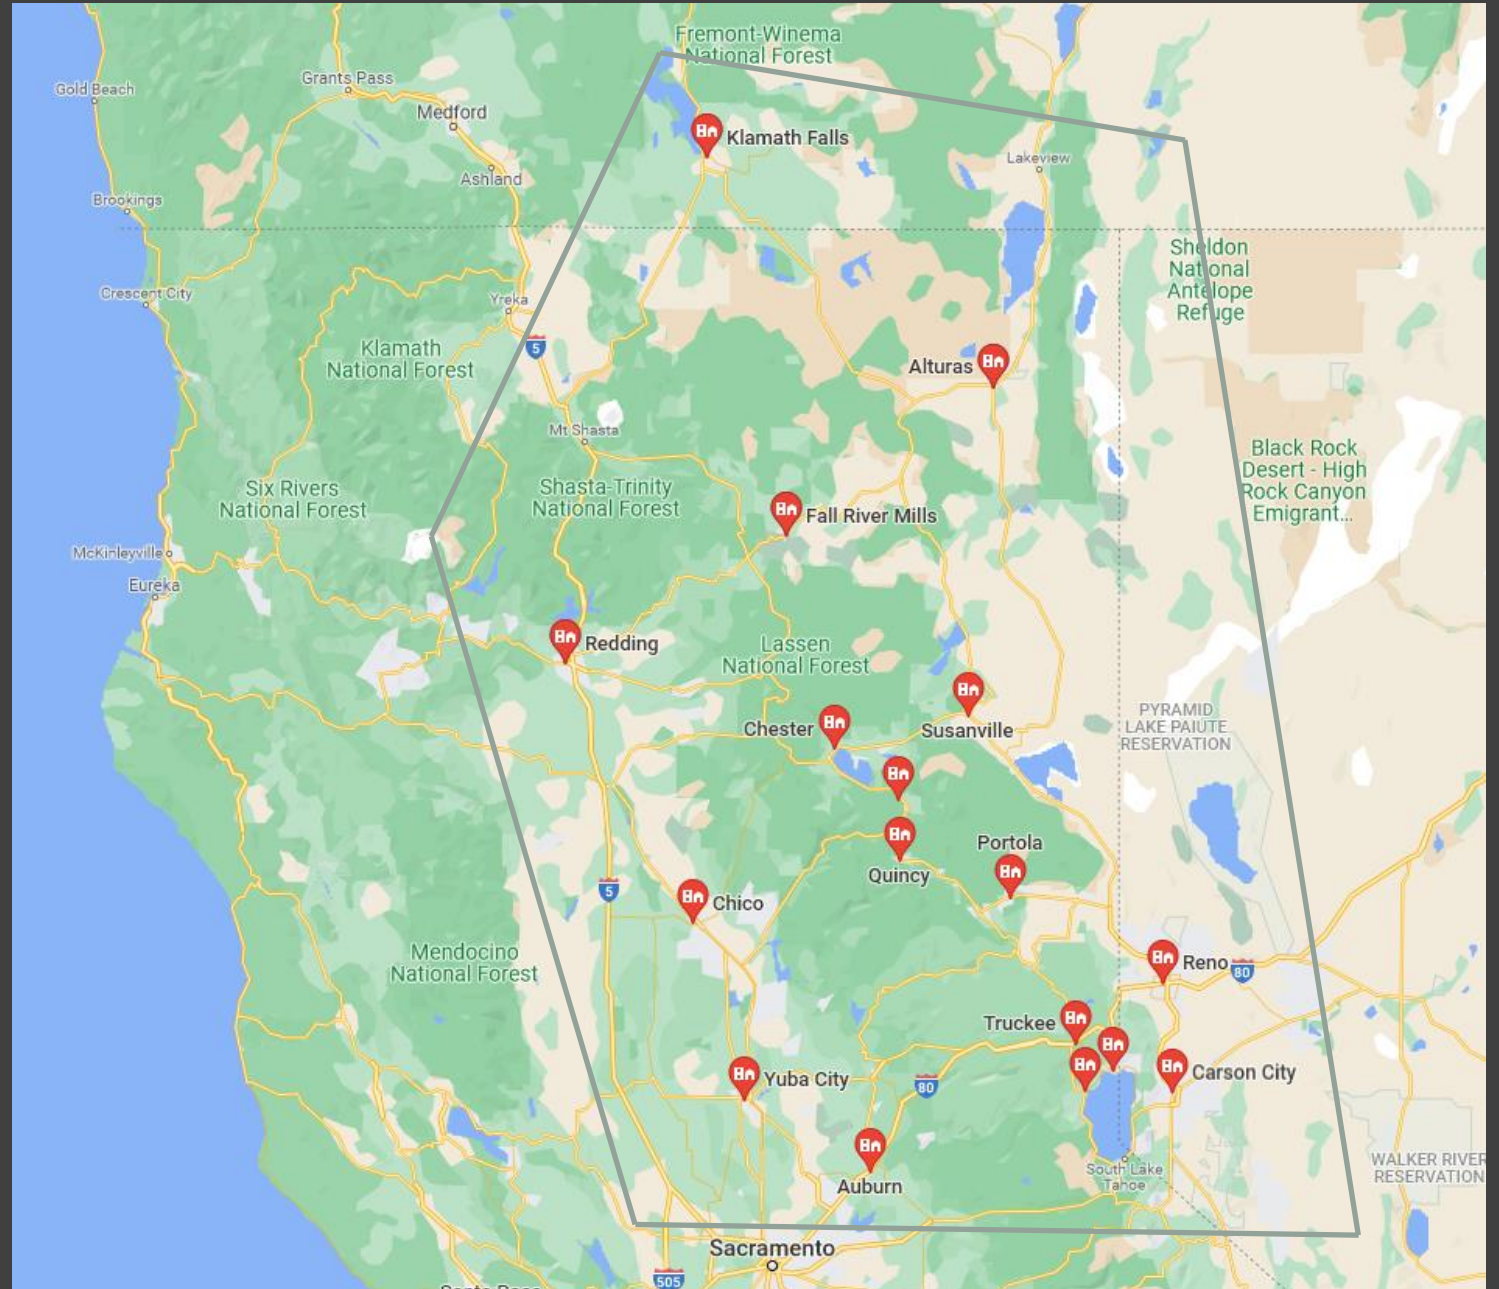 Fremont-Winema
National Forest
Grants Pass
Gold Beach
Medford
Klamath Falls
Lakeview
Ashland
Brookings
Sheldon
National
Antelope
Refuge
Crescent City
Yreka
5
Klamath
National Forest
Alturas
Mt Shasta
Black Rock
Desert - High
Rock Canyon
Emigrant...
Six Rivers
National Forest
Shasta-Trinity
National Forest
Fall River Mills
McKinleyville
Eureka
Redding
Lassen
National Forest
PYRAMID
LAKE PAIUTE
RESERVATION
Chester
Susanville
Portola
Quincy
5
Chico
Mendocino
National Forest
Reno
80
Truckee
Yuba City
80
Carson City
Auburn
South Lake
Tahoe
WALKER RIVER
RESERVATION
Sacramento
505